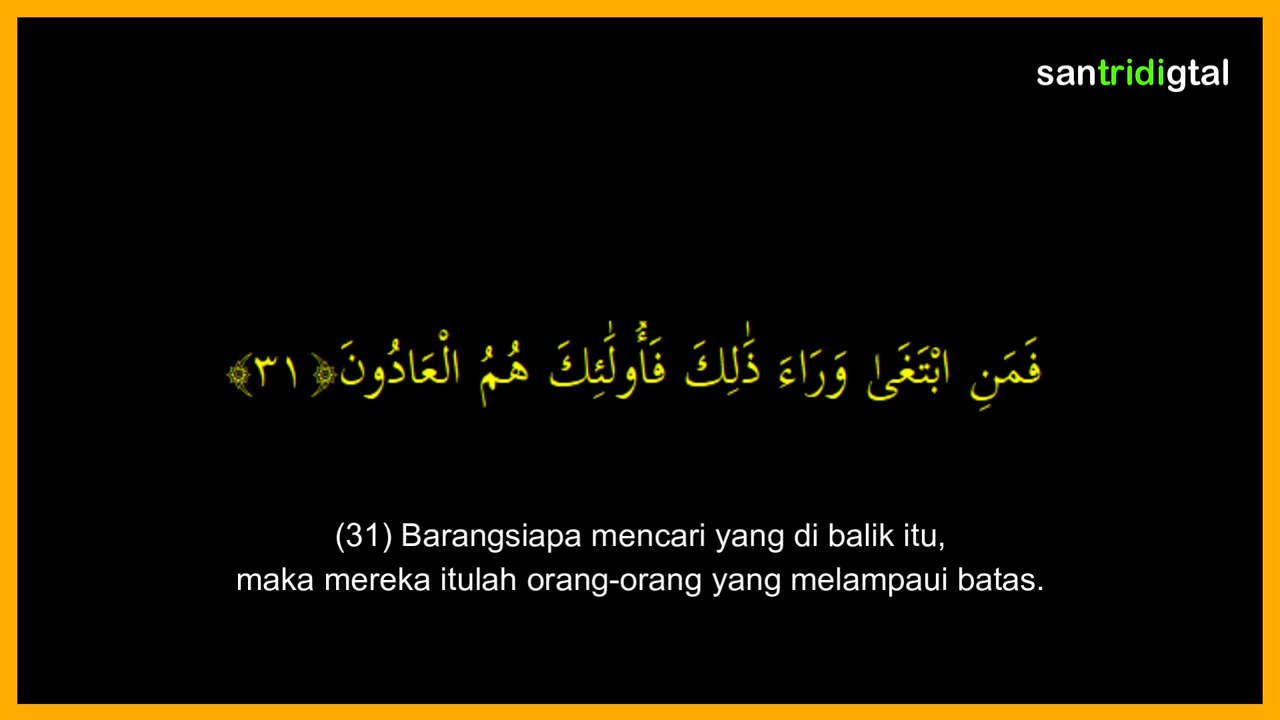 santridigtal
فَمَنِ ابْتَغَىٰ وَرَاءَ ذَٰلِكَ فَأُولَٰئِكَ هُمُ الْعَادُونَ ﴿٣١﴾
(31) Barangsiapa mencari yang di balik itu,
maka mereka itulah orang-orang yang melampaui batas.